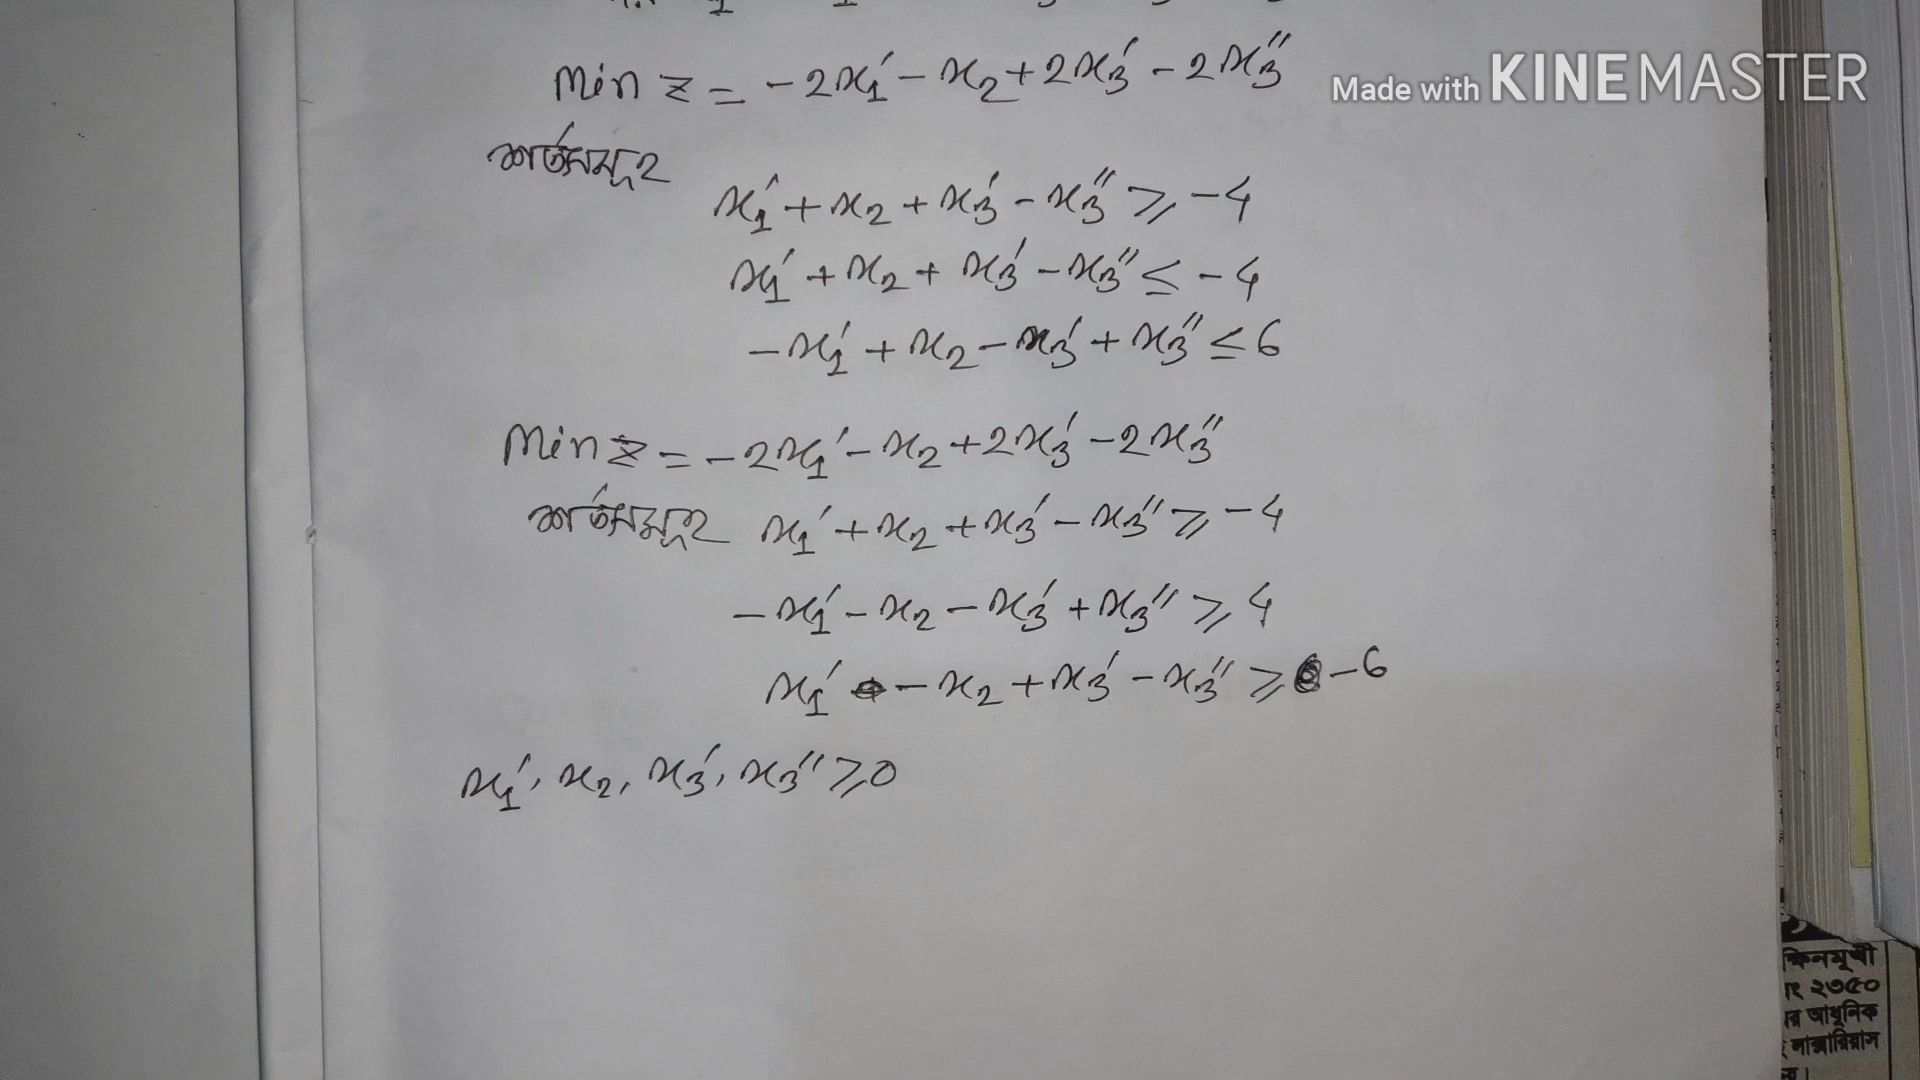 Min z = -2x₁′ - x₂ + 2x₃′ - 2x₃″
Made with KINEMASTER
শর্তসমূহ
x₁′ + x₂ + x₃′ - x₃″ ≥ -4
x₁′ + x₂ + x₃′ - x₃″ ≤ -4
-x₁′ + x₂ - x₃′ + x₃″ ≤ 6
Min z = -2x₁′ - x₂ + 2x₃′ - 2x₃″
শর্তসমূহ x₁′ + x₂ + x₃′ - x₃″ ≥ -4
-x₁′ - x₂ - x₃′ + x₃″ ≥ 4
x₁′ - x₂ + x₃′ - x₃″ ≥ -6
x₁′, x₂, x₃′, x₃″ ≥ 0
২৩৫০
আধুনিক